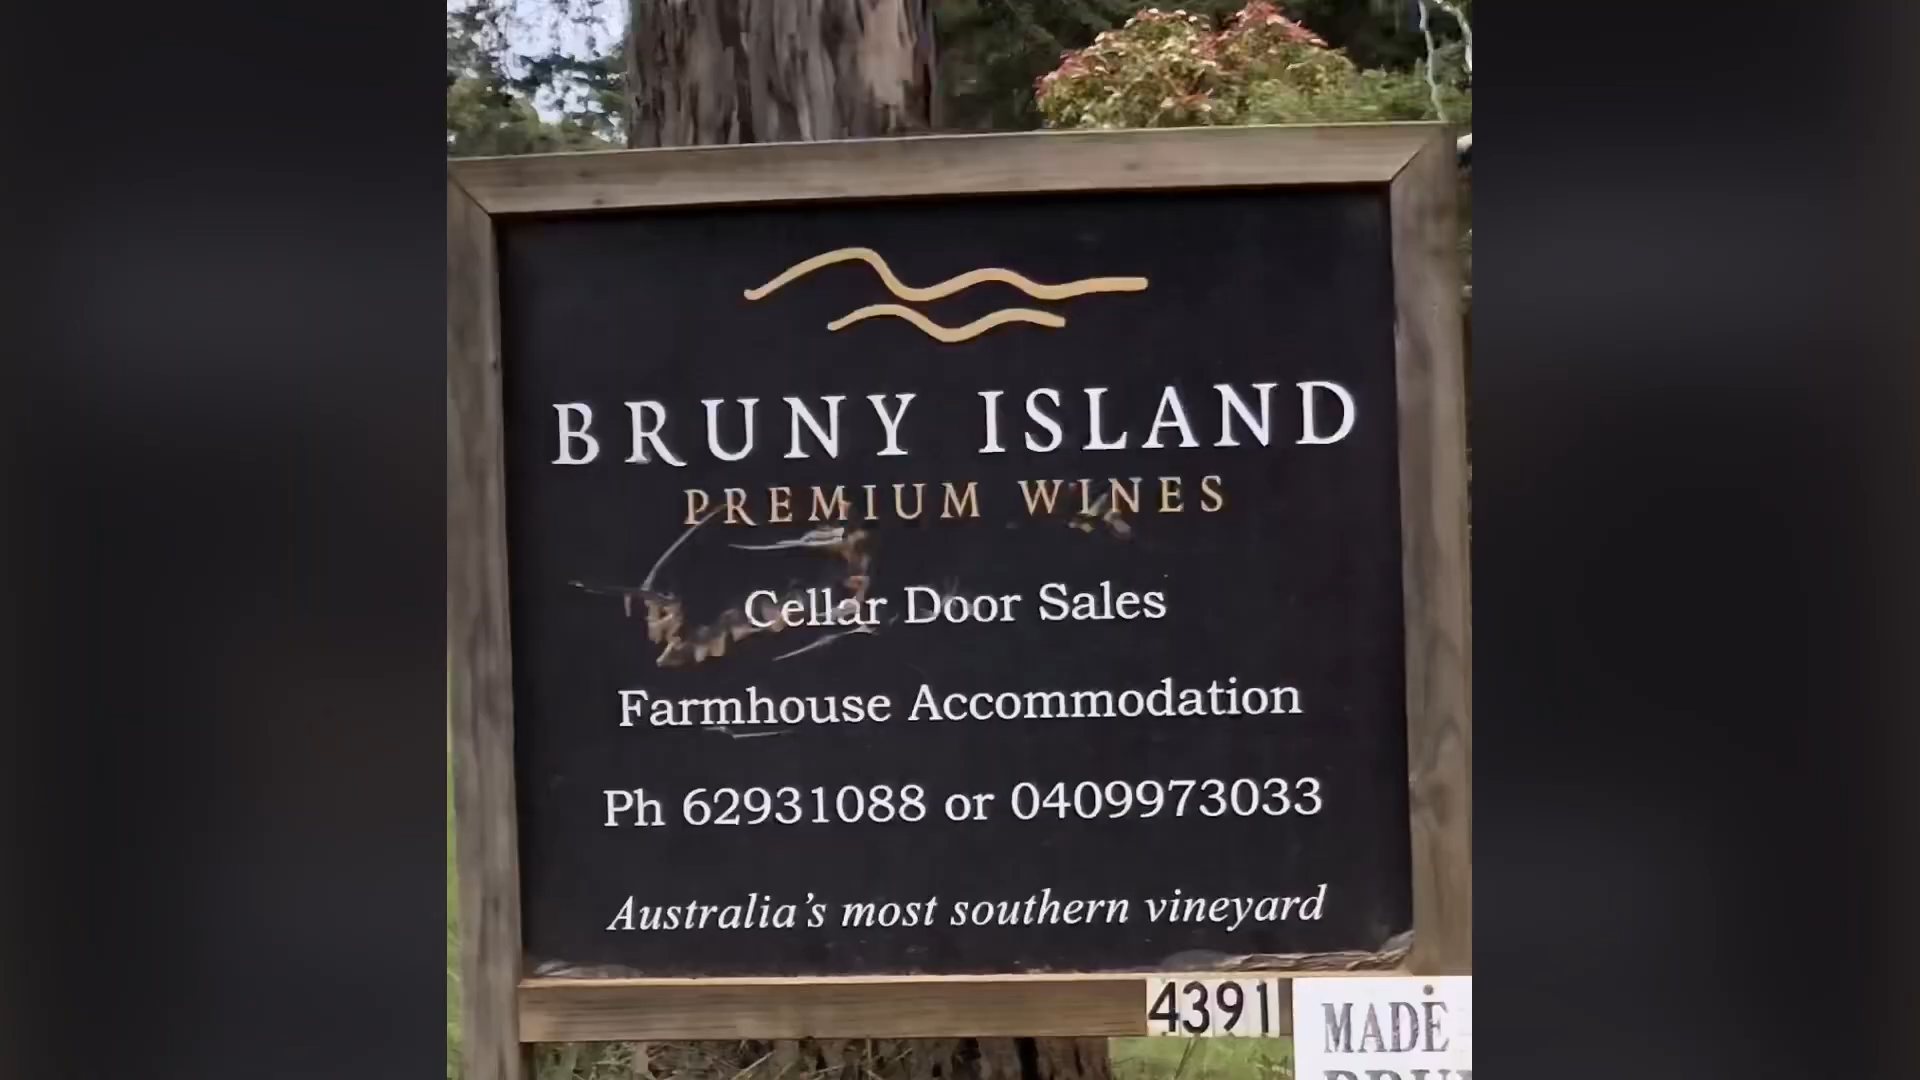 BRUNY ISLAND
PREMIUM WINES
Cellar Door Sales
Farmhouse Accommodation
Ph 62931088 or 0409973033
Australia's most southern vineyard
4391
MADE